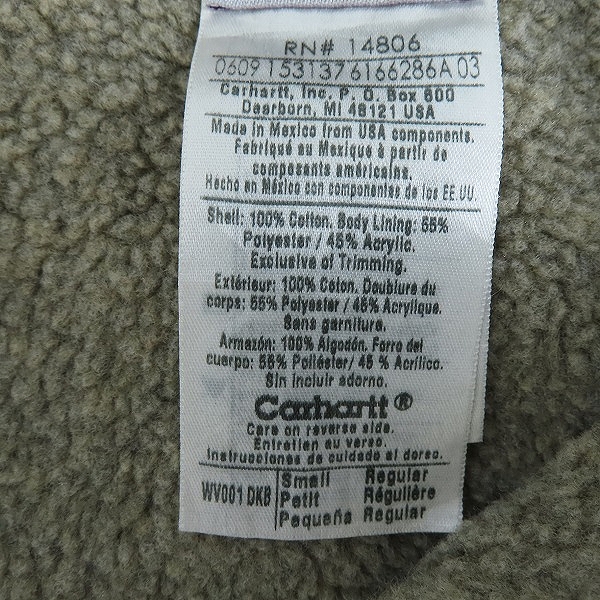 RN# 14806
0609 153137 6166286A 03
Carhartt, Inc. P. O. Box 600
Dearborn, MI 48121 USA
Made in Mexico from USA components.
Fabriqué au Mexique à partir de
composants américains.
Hecho en México con componentes de los EE.UU.
Shell: 100% Cotton. Body Lining: 55%
Polyester / 45% Acrylic.
Exclusive of Trimming.
Extérieur: 100% Coton. Doublure du
corps: 55% Polyester / 45% Acrylique.
Sans garniture.
Armazón: 100% Algodón. Forro del
cuerpo: 55% Poliéster / 45 % Acrílico.
Sin incluir adorno.
Carhartt®
Care on reverse side.
Entretien au verso.
Instrucciones de cuidado al dorso.
WV001 DKB
Small Regular
Petit Régulière
Pequeña Regular